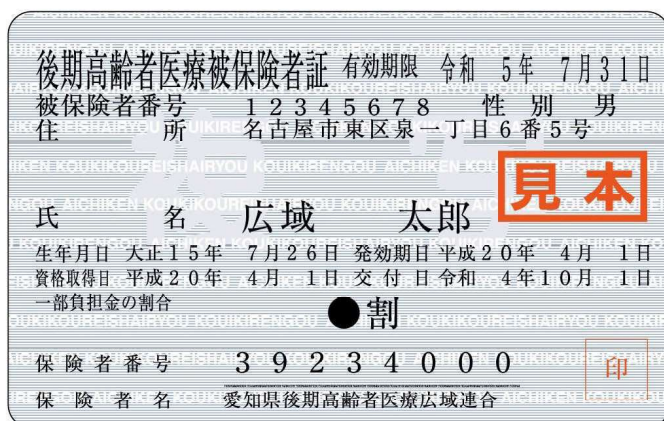 後期高齢者医療被保険者証 有効期限 令和 5年 7月31日
被保険者番号 12345678 性別 男
住所 名古屋市東区泉一丁目6番5号
見本
氏名 広域 太郎
生年月日 大正15年 7月26日 発効期日 平成20年 4月 1日
資格取得日 平成20年 4月 1日 交付日 令和 4年10月 1日
一部負担金の割合
●割
保険者番号 39234000
印
保険者名 愛知県後期高齢者医療広域連合